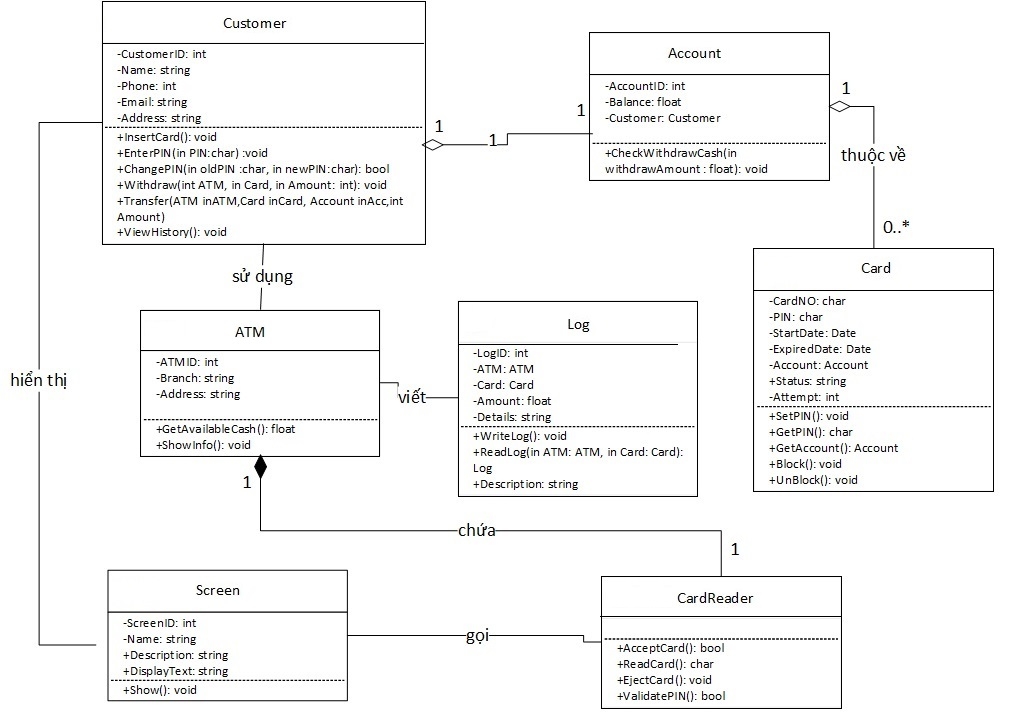 Customer
-CustomerID: int
-Name: string
-Phone: int
-Email: string
-Address: string
+InsertCard(): void
+EnterPIN(in PIN:char) :void
+ChangePIN(in oldPIN :char, in newPIN:char): bool
+Withdraw(int ATM, in Card, in Amount: int): void
+Transfer(ATM inATM,Card inCard, Account inAcc,int
Amount)
+ViewHistory(): void
1
1
1
Account
-AccountID: int
-Balance: float
-Customer: Customer
+CheckWithdrawCash(in
withdrawAmount : float): void
1
thuộc về
0..*
Card
-CardNO: char
-PIN: char
-StartDate: Date
-ExpiredDate: Date
-Account: Account
+Status: string
-Attempt: int
+SetPIN(): void
+GetPIN(): char
+GetAccount(): Account
+Block(): void
+UnBlock(): void
sử dụng
hiển thị
ATM
-ATMID: int
-Branch: string
-Address: string
+GetAvailableCash(): float
+ShowInfo(): void
viết
Log
-LogID: int
-ATM: ATM
-Card: Card
-Amount: float
-Details: string
+WriteLog(): void
+ReadLog(in ATM: ATM, in Card: Card):
Log
+Description: string
1
chứa
1
Screen
-ScreenID: int
-Name: string
+Description: string
+DisplayText: string
+Show(): void
gọi
CardReader
+AcceptCard(): bool
+ReadCard(): char
+EjectCard(): void
+ValidatePIN(): bool